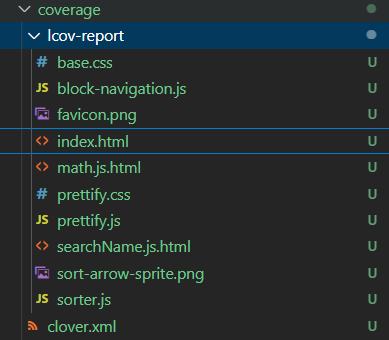 coverage
lcov-report
# base.css U
JS block-navigation.js U
favicon.png U
<> index.html U
<> math.js.html U
# prettify.css U
JS prettify.js U
<> searchName.js.html U
sort-arrow-sprite.png U
JS sorter.js U
clover.xml U